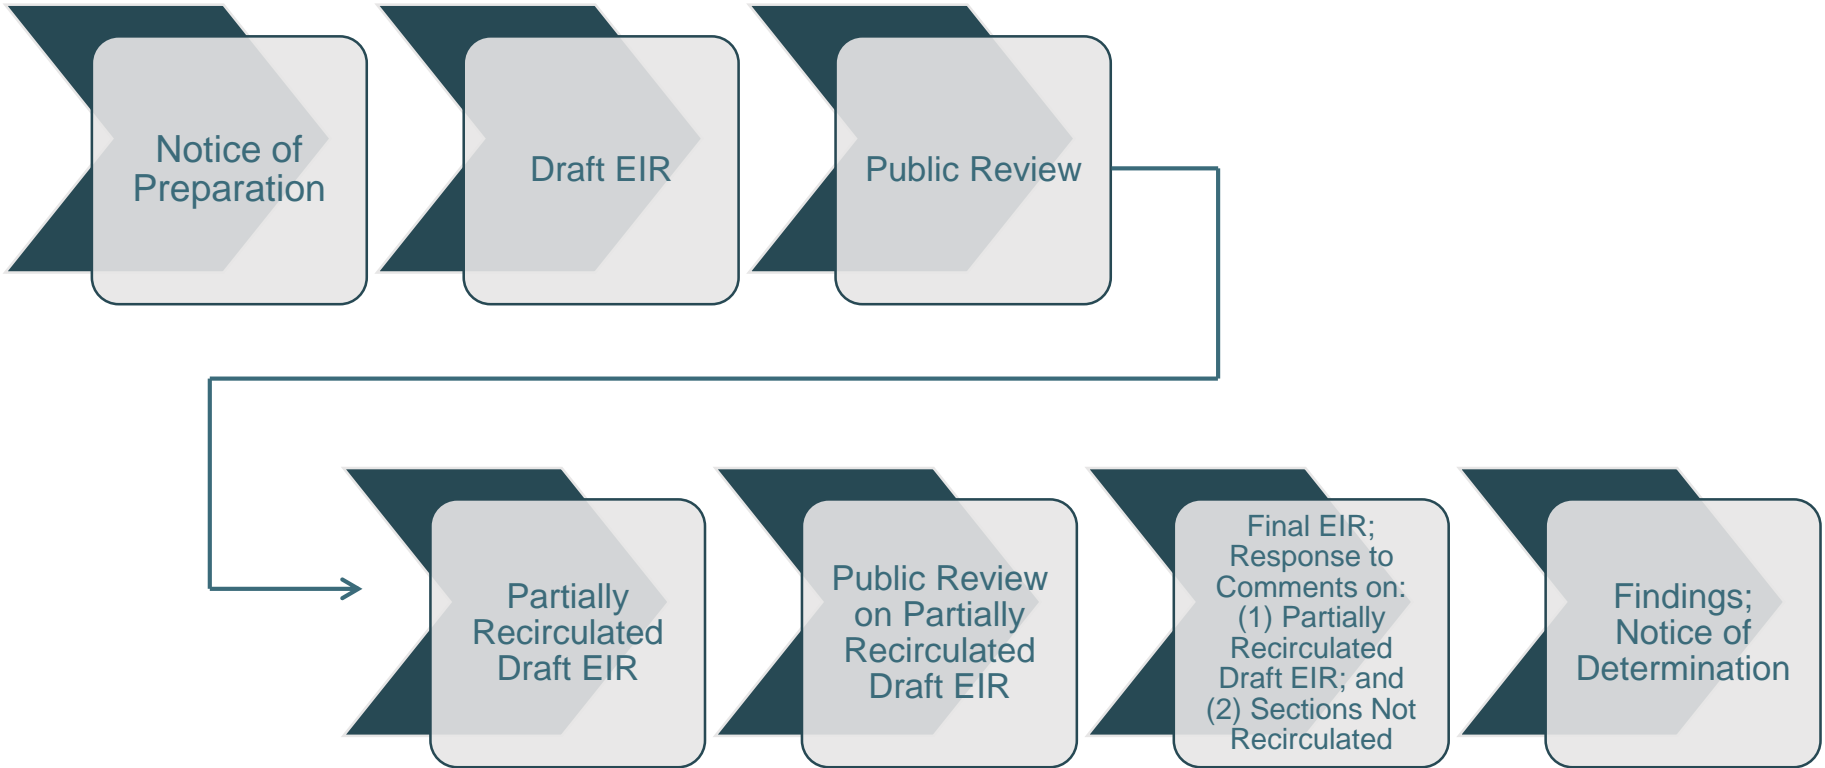 Notice of
Preparation
Draft EIR
Public Review
Partially
Recirculated
Draft EIR
Public Review
on Partially
Recirculated
Draft EIR
Final EIR;
Response to
Comments on:
(1) Partially
Recirculated
Draft EIR; and
(2) Sections Not
Recirculated
Findings;
Notice of
Determination